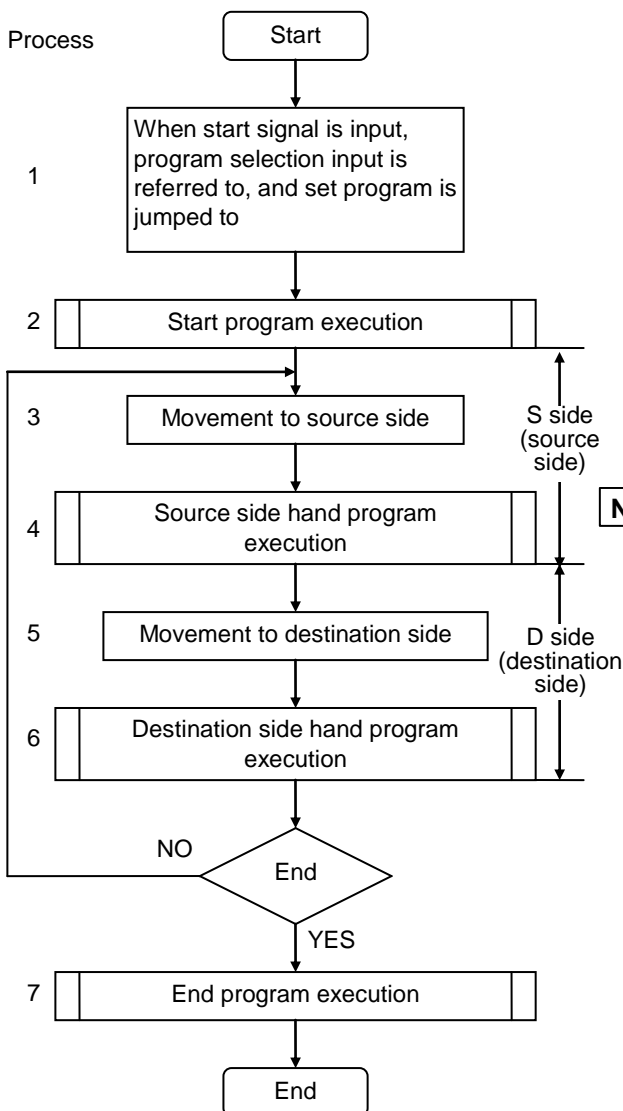 Process
Start
1
When start signal is input,
program selection input is
referred to, and set program is
jumped to
2
Start program execution
3
Movement to source side
S side
(source
side)
4
Source side hand program
execution
N
5
Movement to destination side
D side
(destination
side)
6
Destination side hand program
execution
NO
End
YES
7
End program execution
End